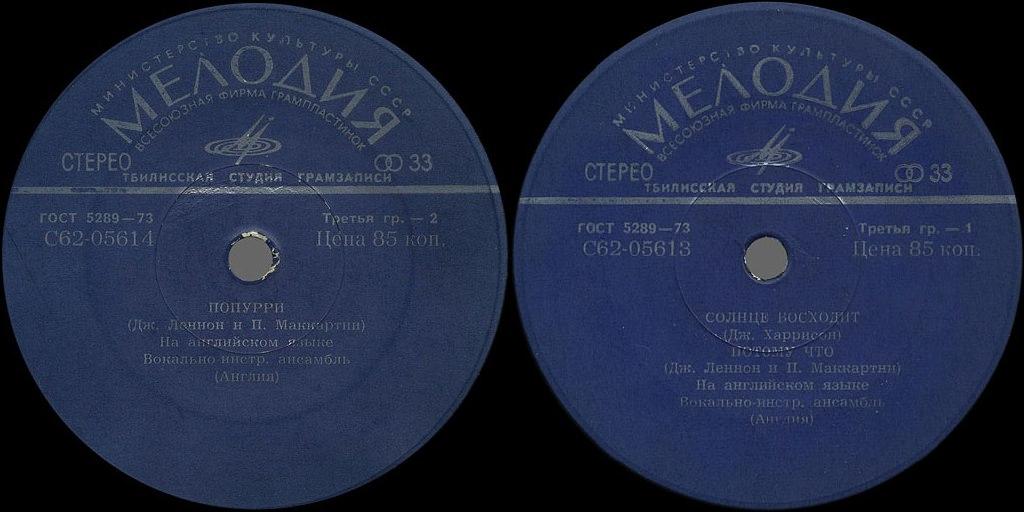 МИНИСТЕРСТВО КУЛЬТУРЫ СССР
МЕЛОДИЯ
ВСЕСОЮЗНАЯ ФИРМА ГРАМПЛАСТИНОК
СТЕРЕО
33
ТБИЛИССКАЯ СТУДИЯ ГРАМЗАПИСИ
ГОСТ 5289—73
Третья гр. — 2
С62-05614
Цена 85 коп.
ПОПУРРИ
(Дж. Леннон и П. Маккартни)
На английском языке
Вокально-инстр. ансамбль
(Англия)
МИНИСТЕРСТВО КУЛЬТУРЫ СССР
МЕЛОДИЯ
ВСЕСОЮЗНАЯ ФИРМА ГРАМПЛАСТИНОК
СТЕРЕО
33
ТБИЛИССКАЯ СТУДИЯ ГРАМЗАПИСИ
ГОСТ 5289—73
Третья гр. — 1
С62-05613
Цена 85 коп.
СОЛНЦЕ ВОСХОДИТ
(Дж. Харрисон)
ПОТОМУ ЧТО
(Дж. Леннон и П. Маккартни)
На английском языке
Вокально-инстр. ансамбль
(Англия)